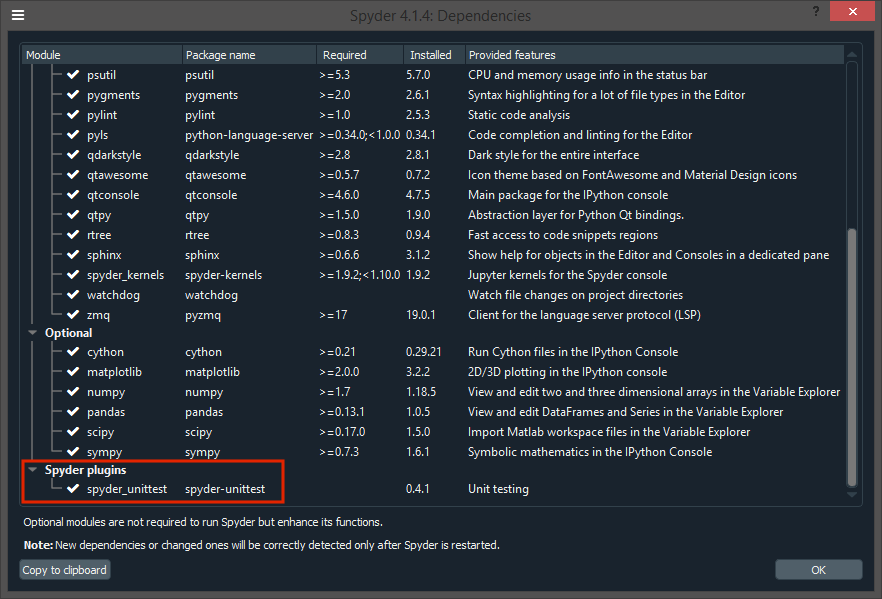 Spyder 4.1.4: Dependencies
?
Module Package name Required Installed Provided features
psutil psutil >=5.3 5.7.0 CPU and memory usage info in the status bar
pygments pygments >=2.0 2.6.1 Syntax highlighting for a lot of file types in the Editor
pylint pylint >=1.0 2.5.3 Static code analysis
pyls python-language-server >=0.34.0;<1.0.0 0.34.1 Code completion and linting for the Editor
qdarkstyle qdarkstyle >=2.8 2.8.1 Dark style for the entire interface
qtawesome qtawesome >=0.5.7 0.7.2 Icon theme based on FontAwesome and Material Design icons
qtconsole qtconsole >=4.6.0 4.7.5 Main package for the IPython console
qtpy qtpy >=1.5.0 1.9.0 Abstraction layer for Python Qt bindings.
rtree rtree >=0.8.3 0.9.4 Fast access to code snippets regions
sphinx sphinx >=0.6.6 3.1.2 Show help for objects in the Editor and Consoles in a dedicated pane
spyder_kernels spyder-kernels >=1.9.2;<1.10.0 1.9.2 Jupyter kernels for the Spyder console
watchdog watchdog Watch file changes on project directories
zmq pyzmq >=17 19.0.1 Client for the language server protocol (LSP)
Optional
cython cython >=0.21 0.29.21 Run Cython files in the IPython Console
matplotlib matplotlib >=2.0.0 3.2.2 2D/3D plotting in the IPython console
numpy numpy >=1.7 1.18.5 View and edit two and three dimensional arrays in the Variable Explorer
pandas pandas >=0.13.1 1.0.5 View and edit DataFrames and Series in the Variable Explorer
scipy scipy >=0.17.0 1.5.0 Import Matlab workspace files in the Variable Explorer
sympy sympy >=0.7.3 1.6.1 Symbolic mathematics in the IPython Console
Spyder plugins
spyder_unittest spyder-unittest 0.4.1 Unit testing
Optional modules are not required to run Spyder but enhance its functions.
Note: New dependencies or changed ones will be correctly detected only after Spyder is restarted.
Copy to clipboard OK